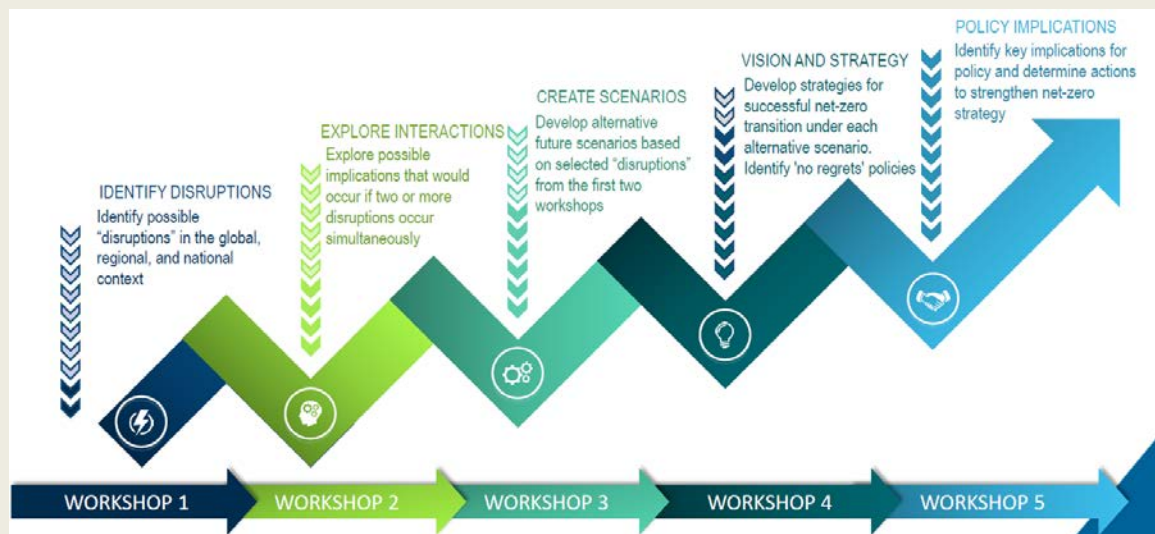 IDENTIFY DISRUPTIONS
Identify possible
“disruptions” in the global,
regional, and national
context
EXPLORE INTERACTIONS
Explore possible
implications that would
occur if two or more
disruptions occur
simultaneously
CREATE SCENARIOS
Develop alternative
future scenarios based
on selected “disruptions”
from the first two
workshops
VISION AND STRATEGY
Develop strategies for
successful net-zero
transition under each
alternative scenario.
Identify 'no regrets' policies
POLICY IMPLICATIONS
Identify key implications for
policy and determine actions
to strengthen net-zero
strategy
WORKSHOP 1
WORKSHOP 2
WORKSHOP 3
WORKSHOP 4
WORKSHOP 5